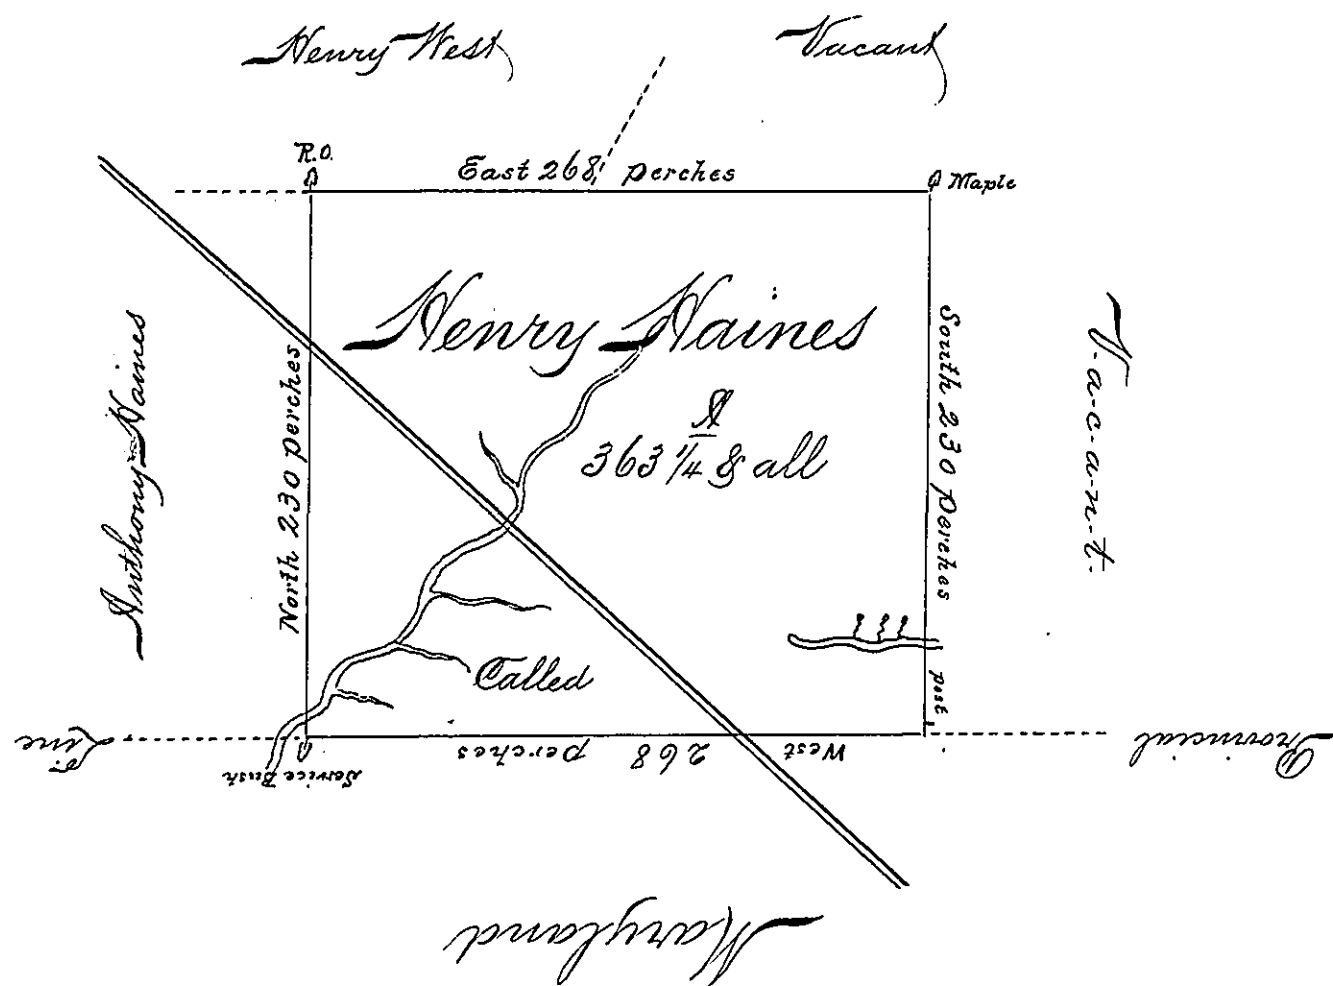 Henry West
Vacant
R.O.
East 268 perches
Maple
Henry Haines
A
363 1/4 & all
Anthony Haines
North 230 perches
South 230 perches
V-a-c-a-n-t.
Called
post
Provincial Line
West 268 perches
Service Bush
Maryland